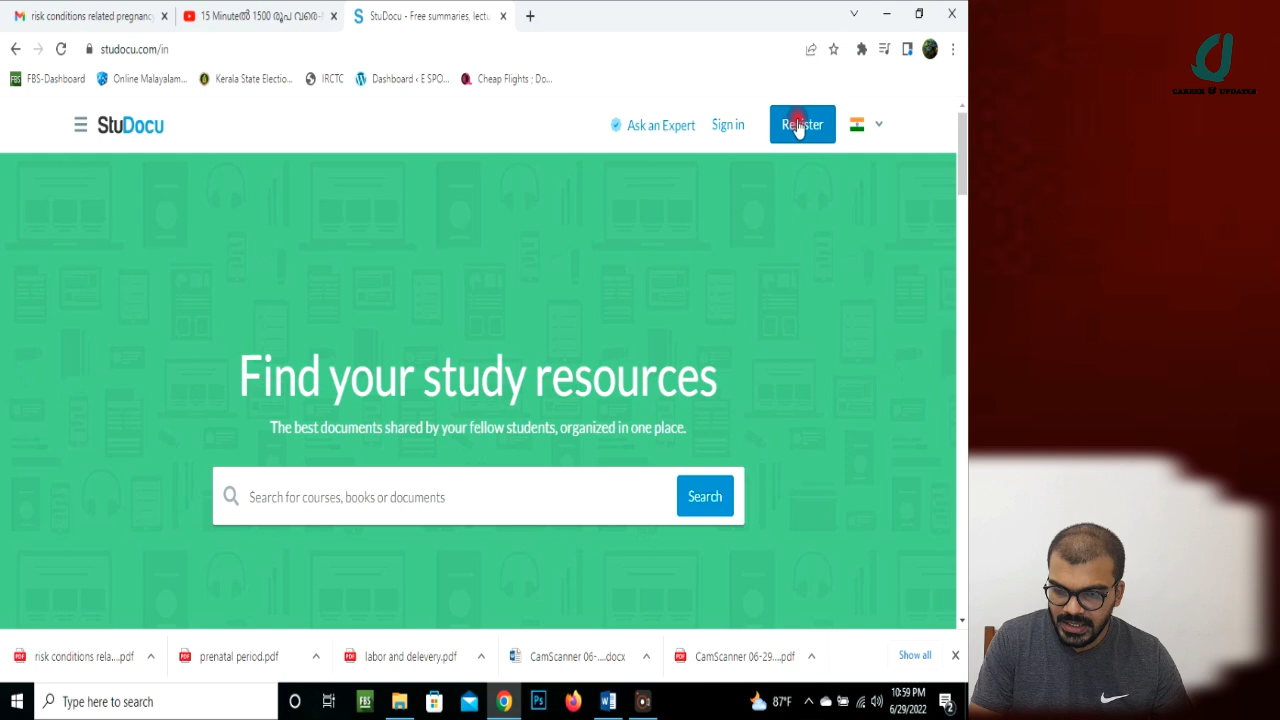 risk conditions related pregnancy
15 Minuteൽ 1500 രൂപ വരെ
StuDocu - Free summaries, lectu
studocu.com/in
FBS-Dashboard
Online Malayalam...
Kerala State Electio...
IRCTC
Dashboard ‹ E SPO...
Cheap Flights ; Do...
CAREER & UPDATES
StuDocu
Ask an Expert
Sign in
Register
Find your study resources
The best documents shared by your fellow students, organized in one place.
Search for courses, books or documents
Search
risk conditions rela....pdf
prenatal period.pdf
labor and delevery.pdf
CamScanner 06-....docx
CamScanner 06-29....pdf
Show all
Type here to search
FBS
Ps
87°F
10:59 PM
6/29/2022
2